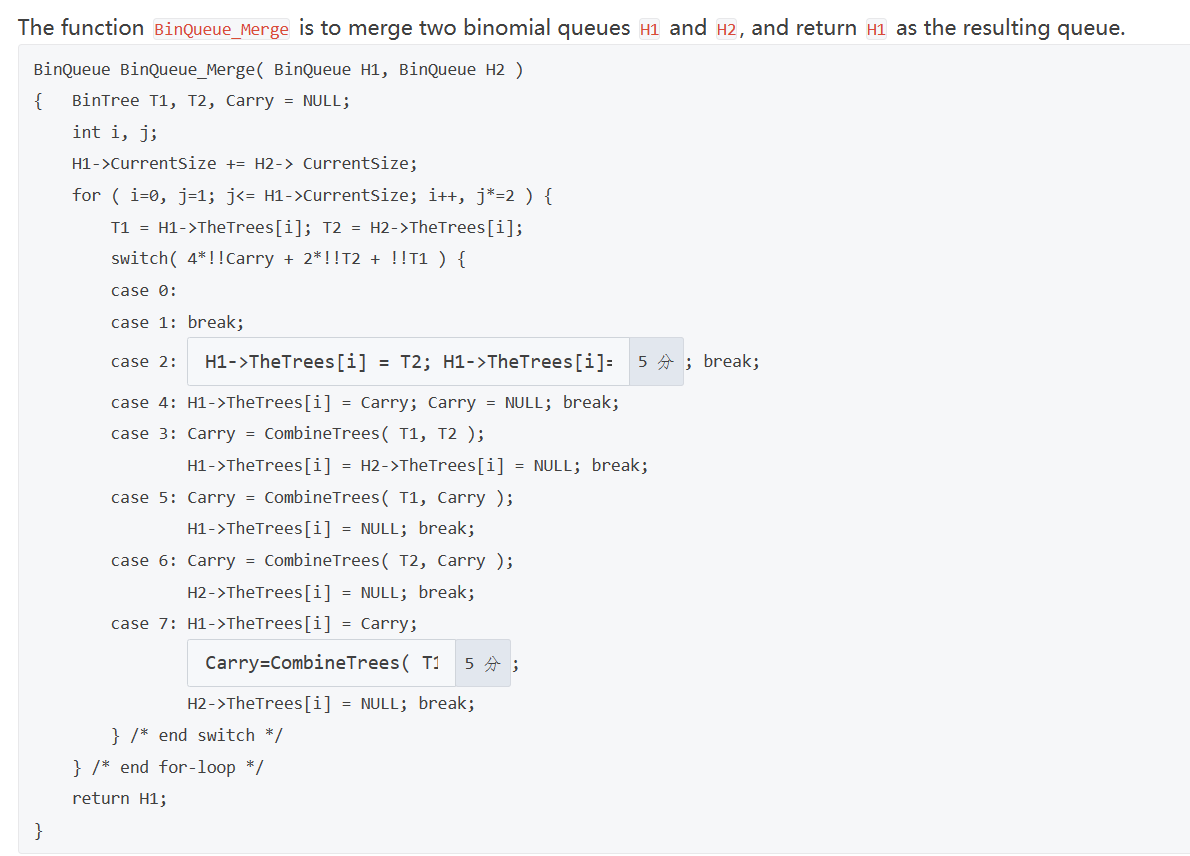 The function BinQueue_Merge is to merge two binomial queues H1 and H2, and return H1 as the resulting queue.
BinQueue BinQueue_Merge( BinQueue H1, BinQueue H2 )
{   BinTree T1, T2, Carry = NULL;
    int i, j;
    H1->CurrentSize += H2-> CurrentSize;
    for ( i=0, j=1; j<= H1->CurrentSize; i++, j*=2 ) {
        T1 = H1->TheTrees[i]; T2 = H2->TheTrees[i];
        switch( 4*!!Carry + 2*!!T2 + !!T1 ) {
        case 0:
        case 1: break;
        case 2: H1->TheTrees[i] = T2; H1->TheTrees[i]= 5 分 ; break;
        case 4: H1->TheTrees[i] = Carry; Carry = NULL; break;
        case 3: Carry = CombineTrees( T1, T2 );
                H1->TheTrees[i] = H2->TheTrees[i] = NULL; break;
        case 5: Carry = CombineTrees( T1, Carry );
                H1->TheTrees[i] = NULL; break;
        case 6: Carry = CombineTrees( T2, Carry );
                H2->TheTrees[i] = NULL; break;
        case 7: H1->TheTrees[i] = Carry;
                Carry=CombineTrees( T1 5 分 ;
                H2->TheTrees[i] = NULL; break;
        } /* end switch */
    } /* end for-loop */
    return H1;
}